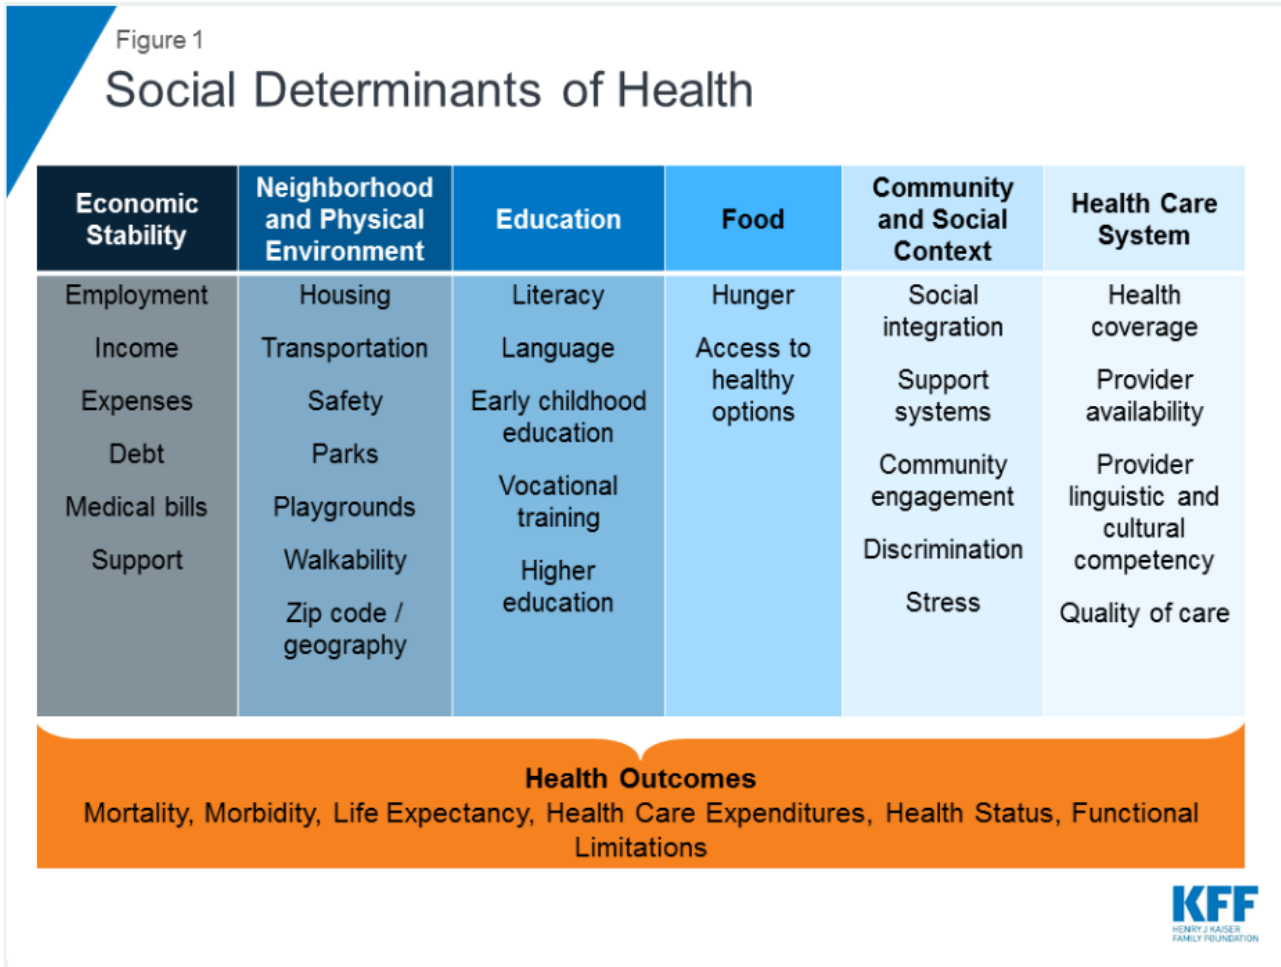 Figure 1
Social Determinants of Health
Economic
Stability
Neighborhood
and Physical
Environment
Education
Food
Community
and Social
Context
Health Care
System
Employment
Income
Expenses
Debt
Medical bills
Support
Housing
Transportation
Safety
Parks
Playgrounds
Walkability
Zip code /
geography
Literacy
Language
Early childhood
education
Vocational
training
Higher
education
Hunger
Access to
healthy
options
Social
integration
Support
systems
Community
engagement
Discrimination
Stress
Health
coverage
Provider
availability
Provider
linguistic and
cultural
competency
Quality of care
Health Outcomes
Mortality, Morbidity, Life Expectancy, Health Care Expenditures, Health Status, Functional
Limitations
KFF
HENRY J KAISER
FAMILY FOUNDATION